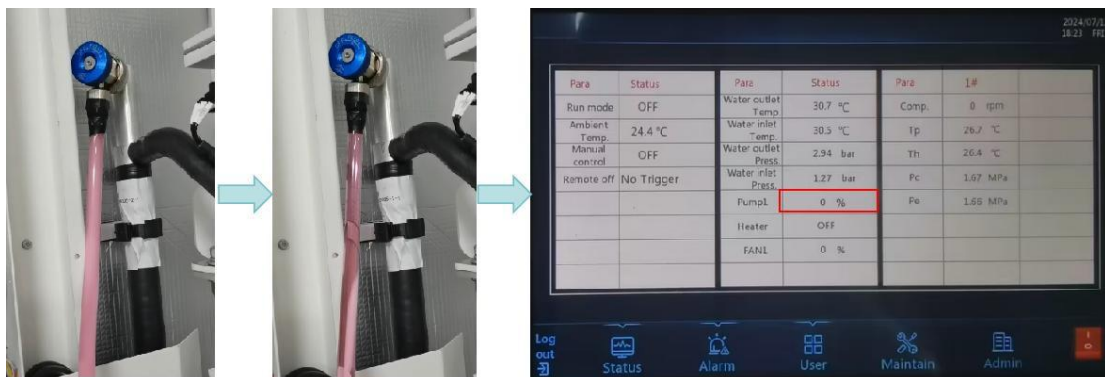 2024/07/1
18:23 FRI
Para Status
Run mode OFF
Ambient Temp. 24.4 °C
Manual control OFF
Remote off No Trigger
Para Status
Water outlet Temp 30.7 °C
Water inlet Temp. 30.5 °C
Water outlet Press 2.94 bar
Water inlet Press. 1.27 bar
Pump1 0 %
Heater OFF
FAN1 0 %
Para 1#
Comp. 0 rpm
Tp 26.7 °C
Th 26.4 °C
Pc 1.67 MPa
Pe 1.66 MPa
Log out
Status
Alarm
User
Maintain
Admin